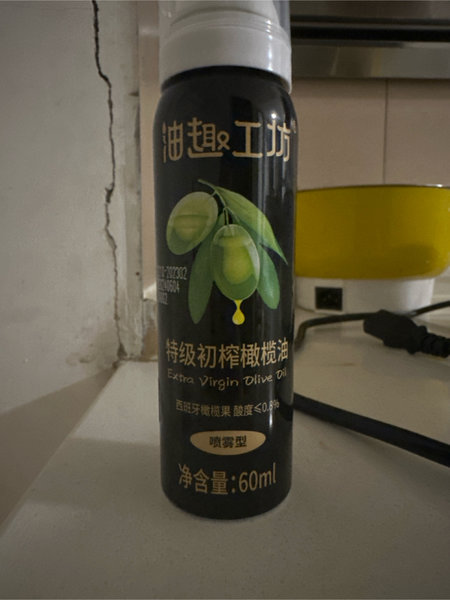 油趣工坊
特级初榨橄榄油
Extra Virgin Olive Oil
西班牙橄榄果 酸度≤0.8%
喷雾型
净含量:60ml